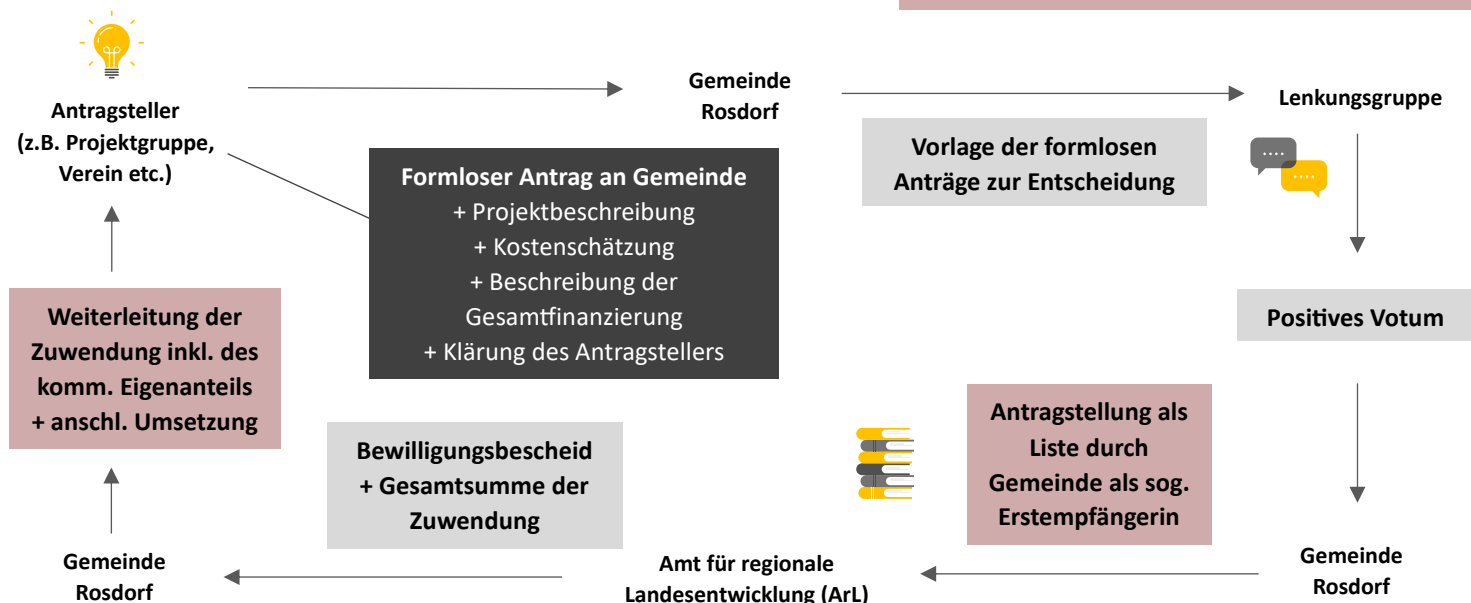 Antragsteller
(z.B. Projektgruppe,
Verein etc.)
Gemeinde
Rosdorf
Lenkungsgruppe
Formloser Antrag an Gemeinde
+ Projektbeschreibung
+ Kostenschätzung
+ Beschreibung der
Gesamtfinanzierung
+ Klärung des Antragstellers
Vorlage der formlosen
Anträge zur Entscheidung
Positives Votum
Weiterleitung der
Zuwendung inkl. des
komm. Eigenanteils
+ anschl. Umsetzung
Bewilligungsbescheid
+ Gesamtsumme der
Zuwendung
Antragstellung als
Liste durch
Gemeinde als sog.
Erstempfängerin
Gemeinde
Rosdorf
Amt für regionale
Landesentwicklung (ArL)
Gemeinde
Rosdorf